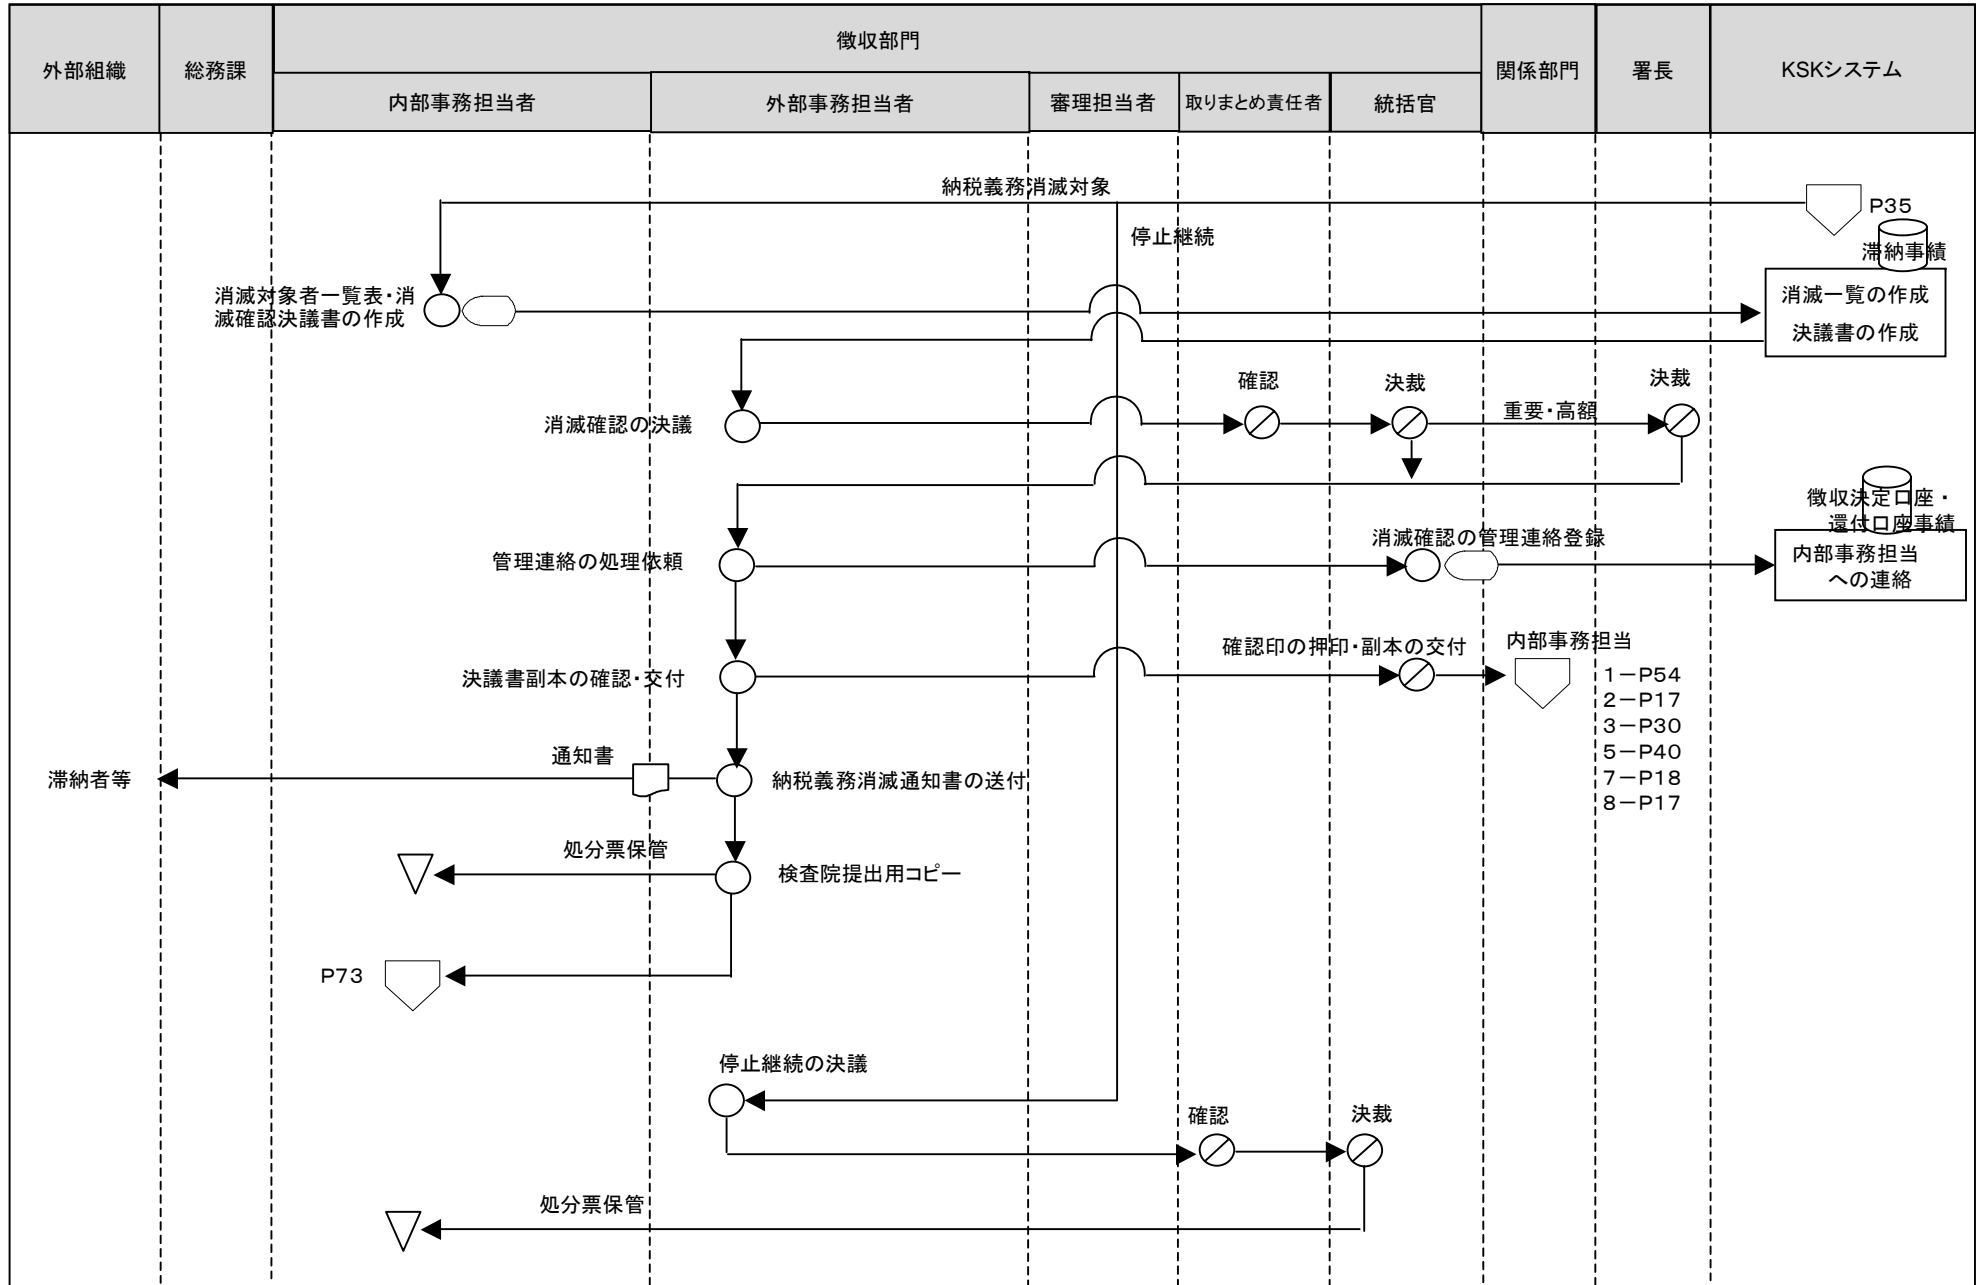 外部組織
総務課
徴収部門
内部事務担当者
外部事務担当者
審理担当者
取りまとめ責任者
統括官
関係部門
署長
KSKシステム
納税義務消滅対象
P35
停止継続
滞納事績
消滅対象者一覧表・消
滅確認決議書の作成
消滅一覧の作成
決議書の作成
確認
決裁
決裁
消滅確認の決議
重要・高額
徴収決定口座・
還付口座事績
管理連絡の処理依頼
消滅確認の管理連絡登録
内部事務担当
への連絡
決議書副本の確認・交付
確認印の押印・副本の交付
内部事務担当
1－P54
2－P17
3－P30
5－P40
7－P18
8－P17
通知書
滞納者等
納税義務消滅通知書の送付
処分票保管
検査院提出用コピー
P73
停止継続の決議
確認
決裁
処分票保管